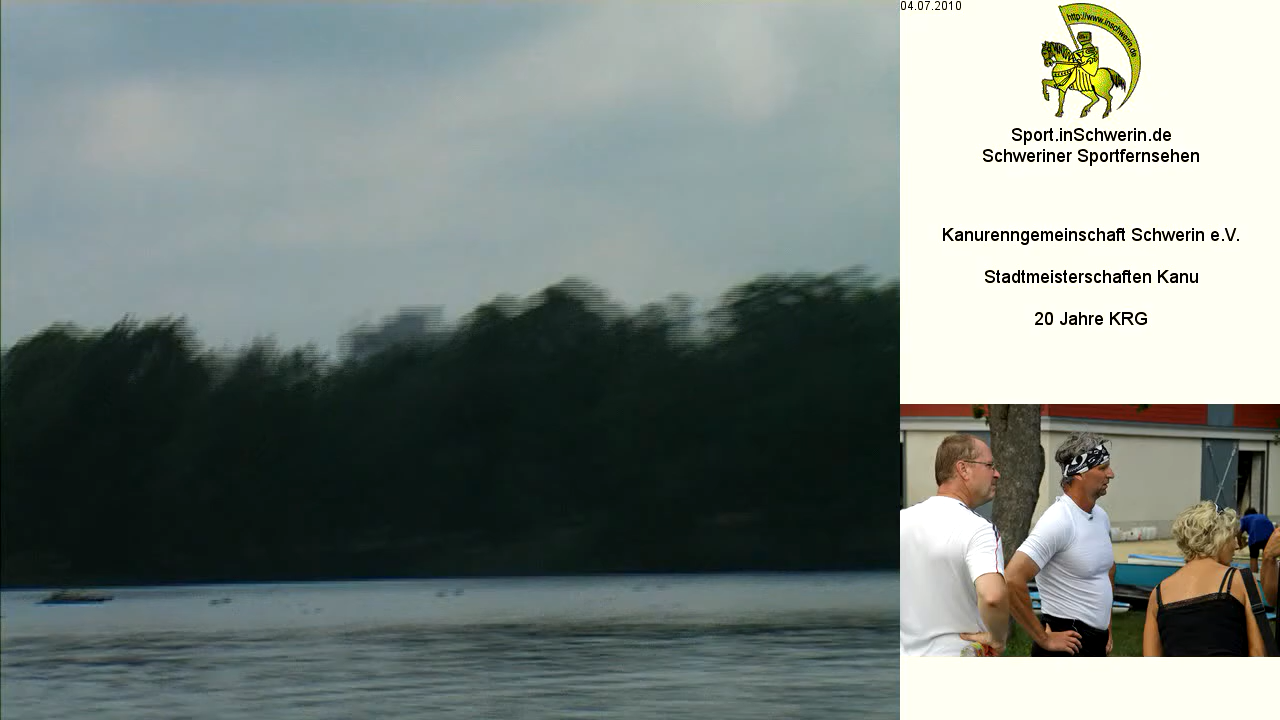 04.07.2010
http://www.inschwerin.de
Sport.inSchwerin.de
Schweriner Sportfernsehen
Kanurenngemeinschaft Schwerin e.V.
Stadtmeisterschaften Kanu
20 Jahre KRG